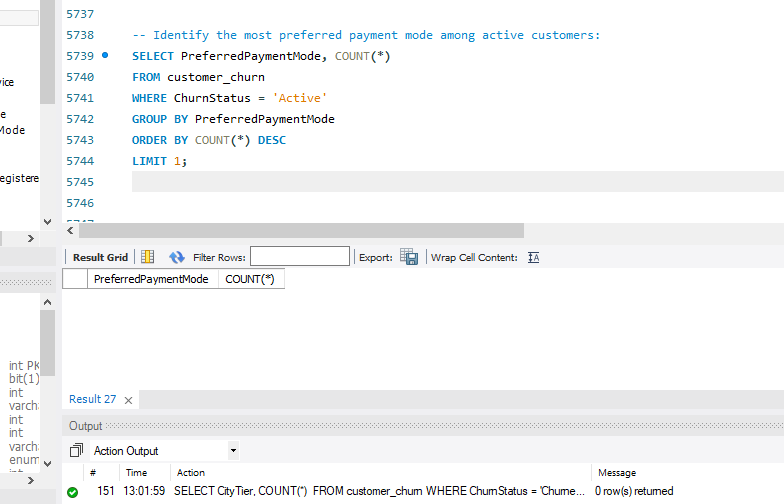 5737
5738 -- Identify the most preferred payment mode among active customers:
5739 SELECT PreferredPaymentMode, COUNT(*)
5740 FROM customer_churn
5741 WHERE ChurnStatus = 'Active'
5742 GROUP BY PreferredPaymentMode
5743 ORDER BY COUNT(*) DESC
5744 LIMIT 1;
5745
5746
vice
e
Mode
egistere
Result Grid Filter Rows: Export: Wrap Cell Content: IA
PreferredPaymentMode COUNT(*)
int PK
bit(1)
int
varch
int
int
varch
enum
Result 27
Output
Action Output
# Time Action Message
151 13:01:59 SELECT CityTier, COUNT(*) FROM customer_churn WHERE ChurnStatus = 'Churne... 0 row(s) returned